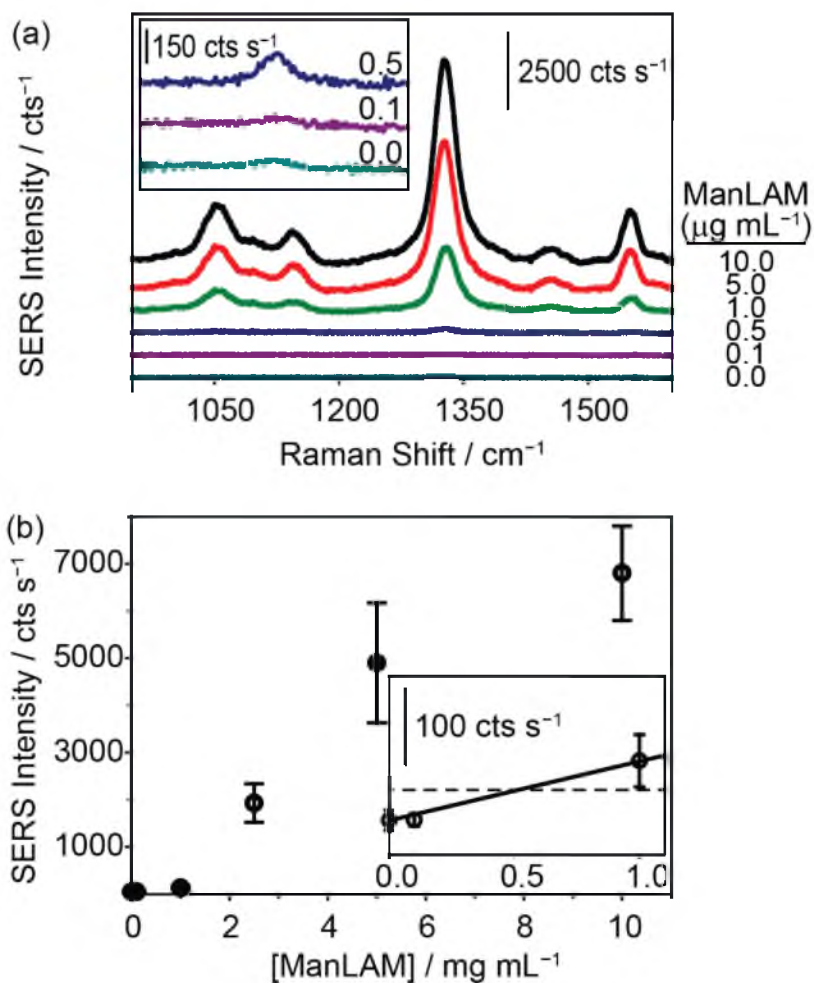 (a)
150 cts s⁻¹
0.5
0.1
0.0
2500 cts s⁻¹
SERS Intensity / cts⁻¹
ManLAM
(μg mL⁻¹)
10.0
5.0
1.0
0.5
0.1
0.0
1050 1200 1350 1500
Raman Shift / cm⁻¹
(b)
SERS Intensity / cts s⁻¹
7000
5000
3000
1000
100 cts s⁻¹
0.0 0.5 1.0
0 2 4 6 8 10
[ManLAM] / mg mL⁻¹